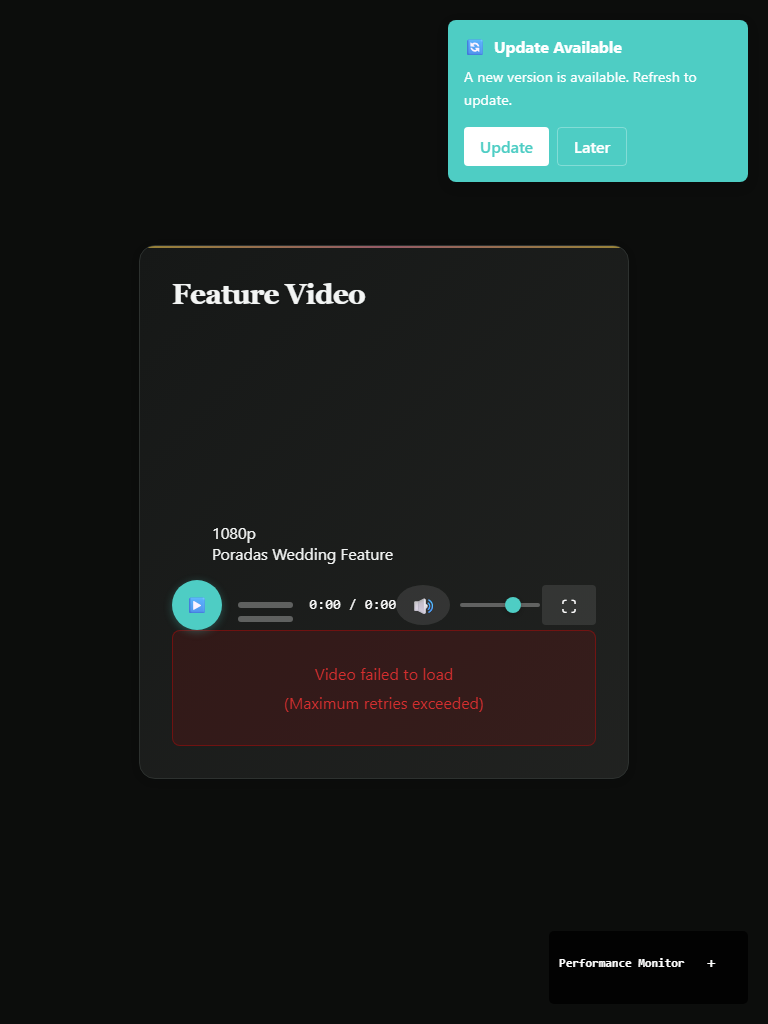 Update Available
A new version is available. Refresh to
update.
Update
Later
Feature Video
1080p
Poradas Wedding Feature
0:00 / 0:00
Video failed to load
(Maximum retries exceeded)
Performance Monitor +